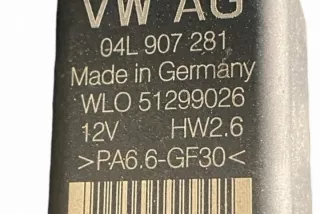 VW AG
04L 907 281
Made in Germany
WLO 51299026
12V HW2.6
>PA6.6-GF30<